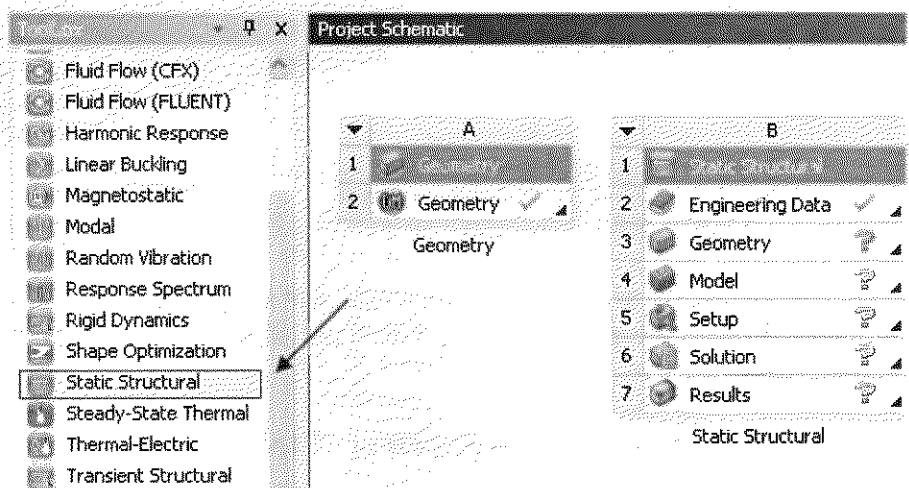 Project Schematic
Fluid Flow (CFX)
Fluid Flow (FLUENT)
Harmonic Response
Linear Buckling
Magnetostatic
Modal
Random Vibration
Response Spectrum
Rigid Dynamics
Shape Optimization
Static Structural
Steady-State Thermal
Thermal-Electric
Transient Structural
A
1 Geometry
2 Geometry
Geometry
B
1 Static Structural
2 Engineering Data
3 Geometry
4 Model
5 Setup
6 Solution
7 Results
Static Structural